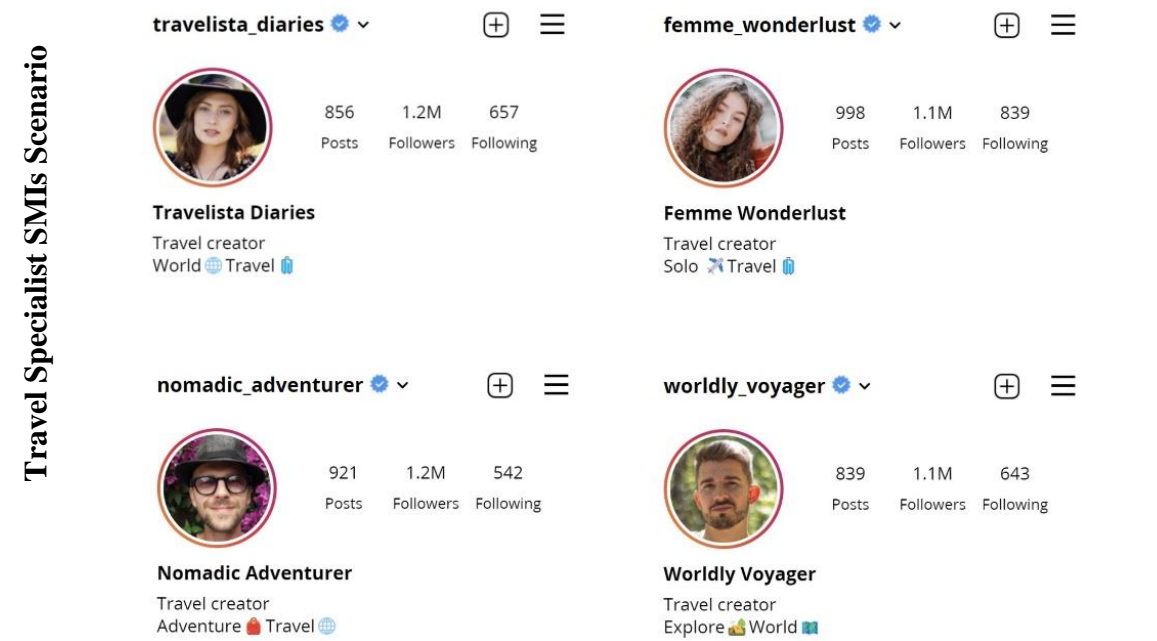 Travel Specialist SMIs Scenario
travelista_diaries
856 1.2M 657
Posts Followers Following
Travelista Diaries
Travel creator
World 🌐 Travel 🧳
femme_wonderlust
998 1.1M 839
Posts Followers Following
Femme Wonderlust
Travel creator
Solo ✈️ Travel 🧳
nomadic_adventurer
921 1.2M 542
Posts Followers Following
Nomadic Adventurer
Travel creator
Adventure 🎒 Travel 🌐
worldly_voyager
839 1.1M 643
Posts Followers Following
Worldly Voyager
Travel creator
Explore 🏕️ World 🗺️